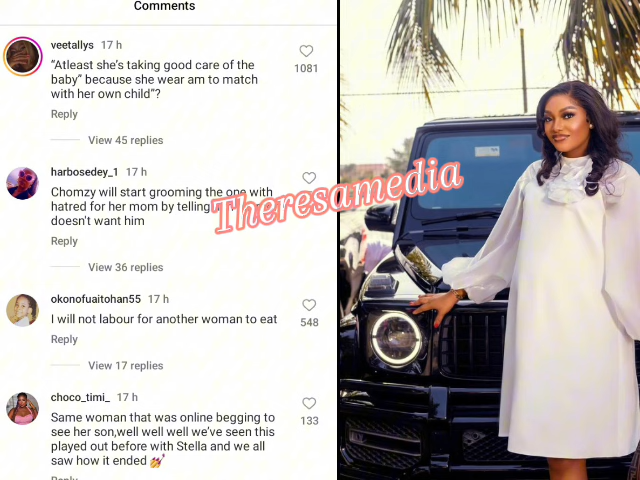 Comments
veetallys 17 h
“Atleast she's taking good care of the
baby” because she wear am to match
with her own child”?
1081
Reply
View 45 replies
harbosedey_1 17 h
Chomzy will start grooming the one with
hatred for her mom by telling
doesn't want him
Reply
View 36 replies
okonofuaitohan55 17 h
I will not labour for another woman to eat
548
Reply
View 17 replies
choco_timi_ 17 h
Same woman that was online begging to
see her son,well well well we've seen this
played out before with Stella and we all
saw how it ended 💅
133
Reply
Theresamedia